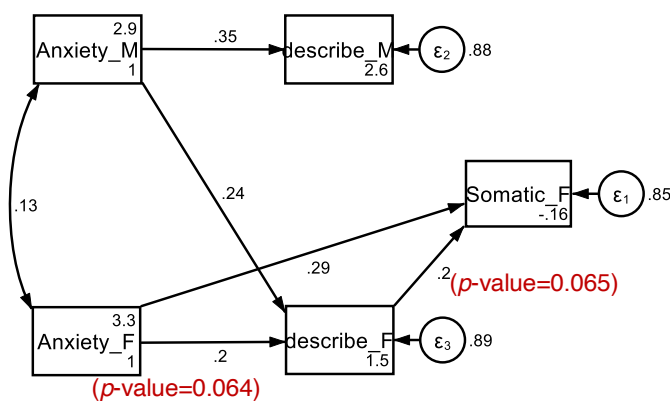 2.9
Anxiety_M
1
.35
describe_M
2.6
ε2
.88
.13
.24
Somatic_F
-.16
ε1
.85
.29
.2
(p-value=0.065)
3.3
Anxiety_F
1
.2
describe_F
1.5
ε3
.89
(p-value=0.064)